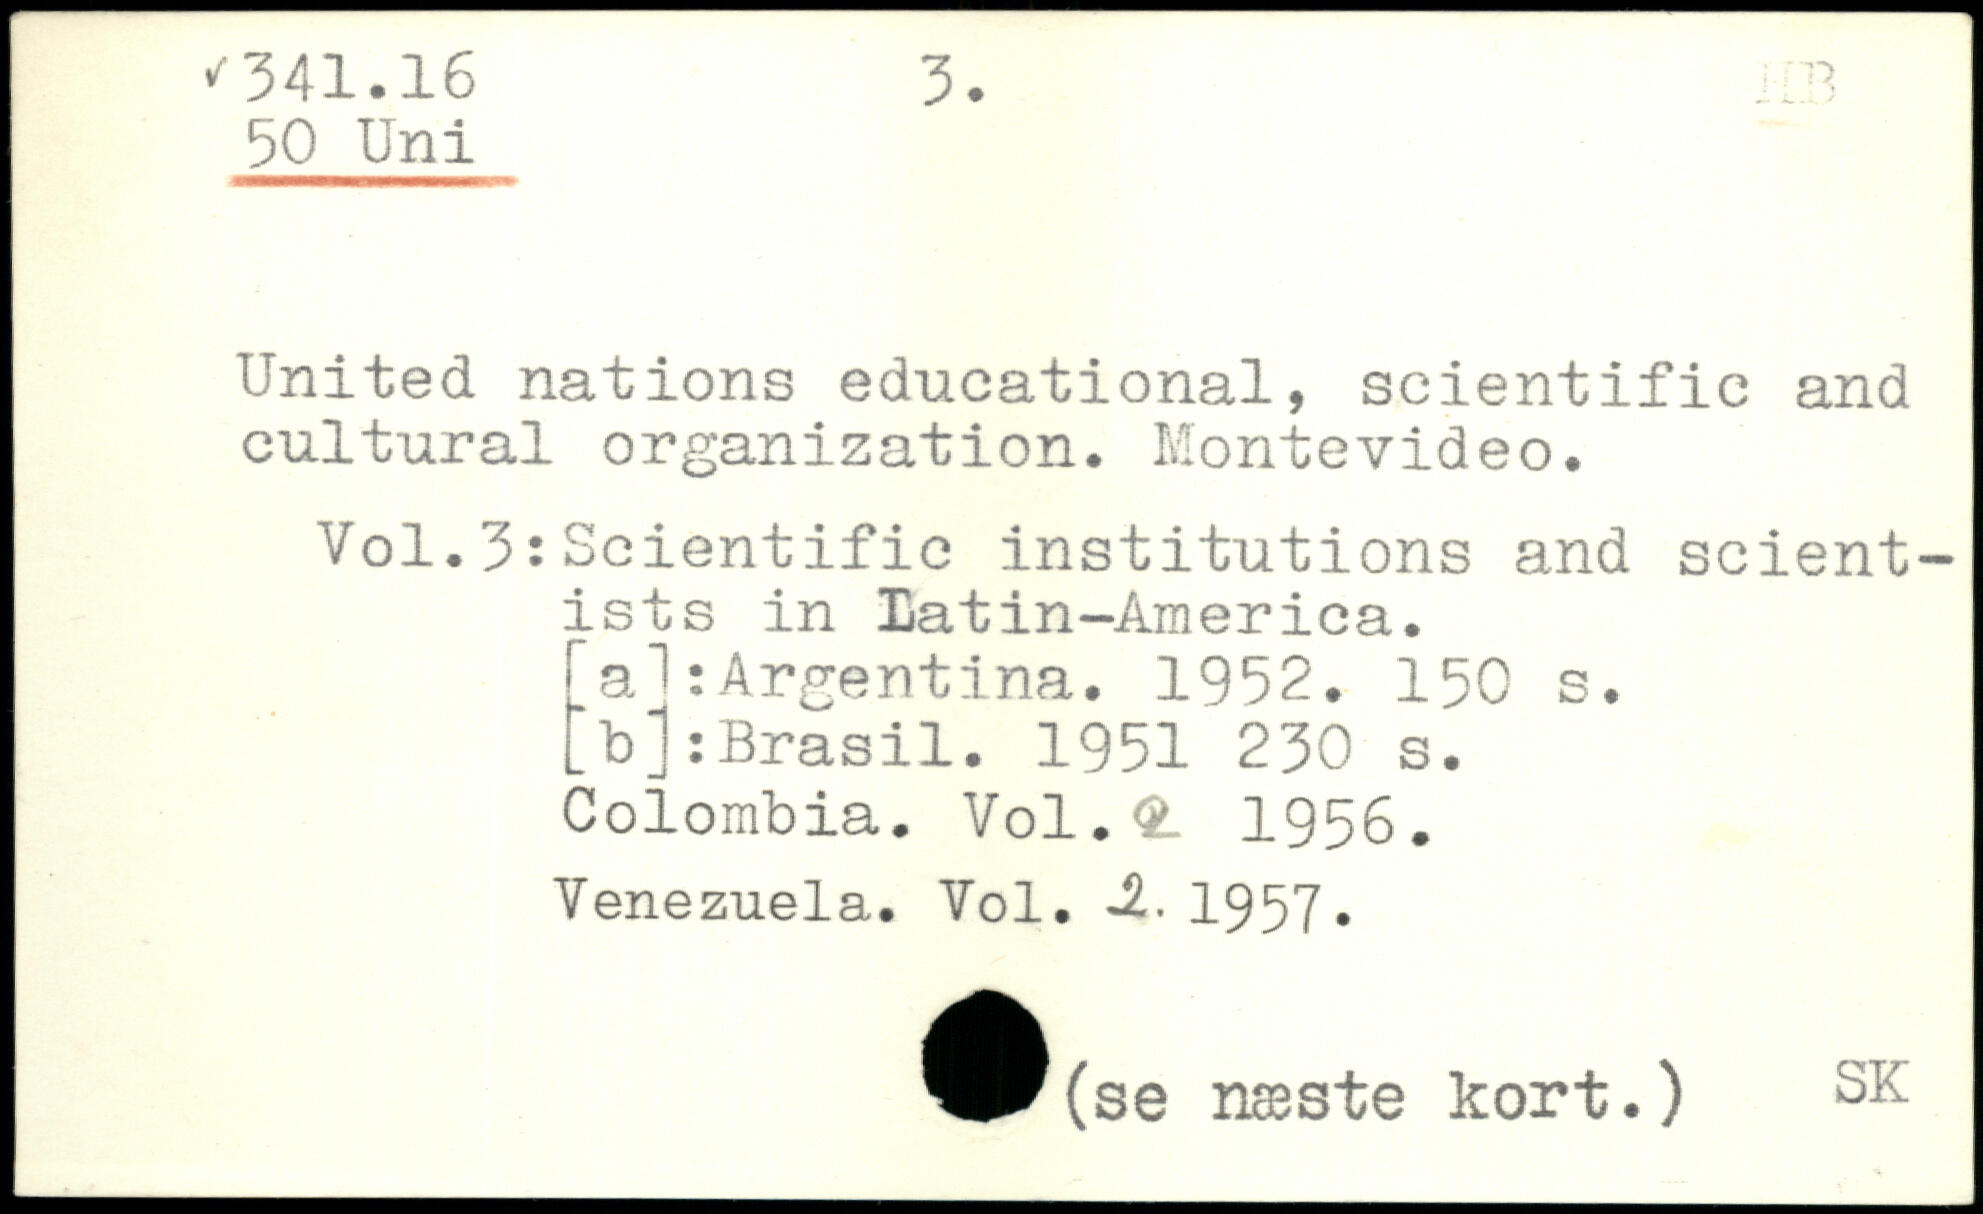 ✓341.16 3. HB
50 Uni
United nations educational, scientific and
cultural organization. Montevideo.
Vol.3:Scientific institutions and scient-
ists in Latin-America.
[a]:Argentina. 1952. 150 s.
[b]:Brasil. 1951 230 s.
Colombia. Vol.2 1956.
Venezuela. Vol. 2. 1957.
(se næste kort.) SK